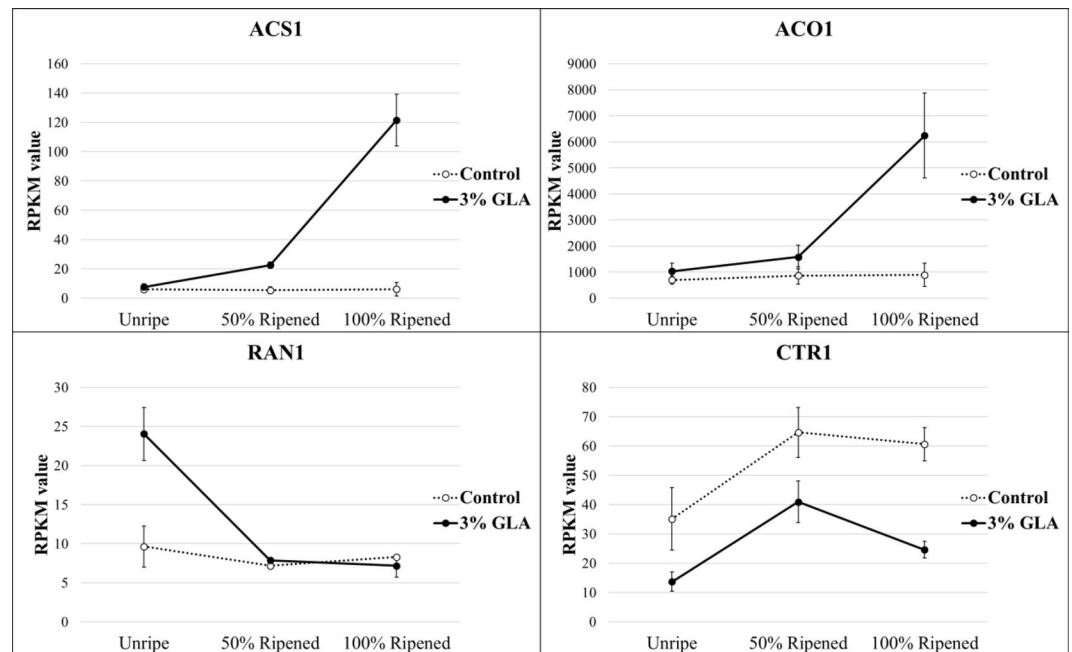 ACS1
RPKM value
160
140
120
100
80
60
40
20
0
Unripe 50% Ripened 100% Ripened
Control
3% GLA
ACO1
RPKM value
9000
8000
7000
6000
5000
4000
3000
2000
1000
0
Unripe 50% Ripened 100% Ripened
Control
3% GLA
RAN1
RPKM value
30
25
20
15
10
5
0
Unripe 50% Ripened 100% Ripened
Control
3% GLA
CTR1
RPKM value
80
70
60
50
40
30
20
10
0
Unripe 50% Ripened 100% Ripened
Control
3% GLA